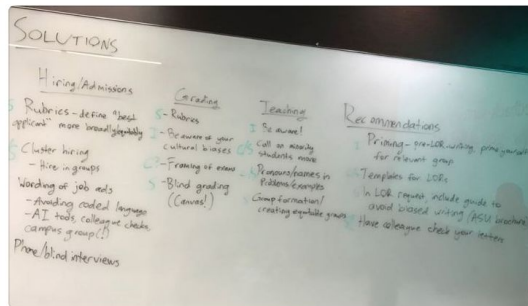 SOLUTIONS
Hiring/Admissions
S Rubrics - define "best
applicant" more broadly
S Cluster hiring
- Hire in groups
Wording of job ads
- Avoiding coded language
- AI tools, colleague checks,
campus group (!)
Phone/blind interviews
Grading
S - Rubrics
I - Be aware of your
cultural biases
- Framing of exams
S - Blind grading
(Canvas!)
Teaching
I Be aware!
C/S Call on minority
students more
Pronouns/names in
Problems/examples
Group formation/
creating equitable groups
Recommendations
Priming - pre-LOR writing, prime yourself
for relevant group
Templates for LORs
In LOR request, include guide to
avoid biased writing (ASU brochure)
Have colleague check your letters